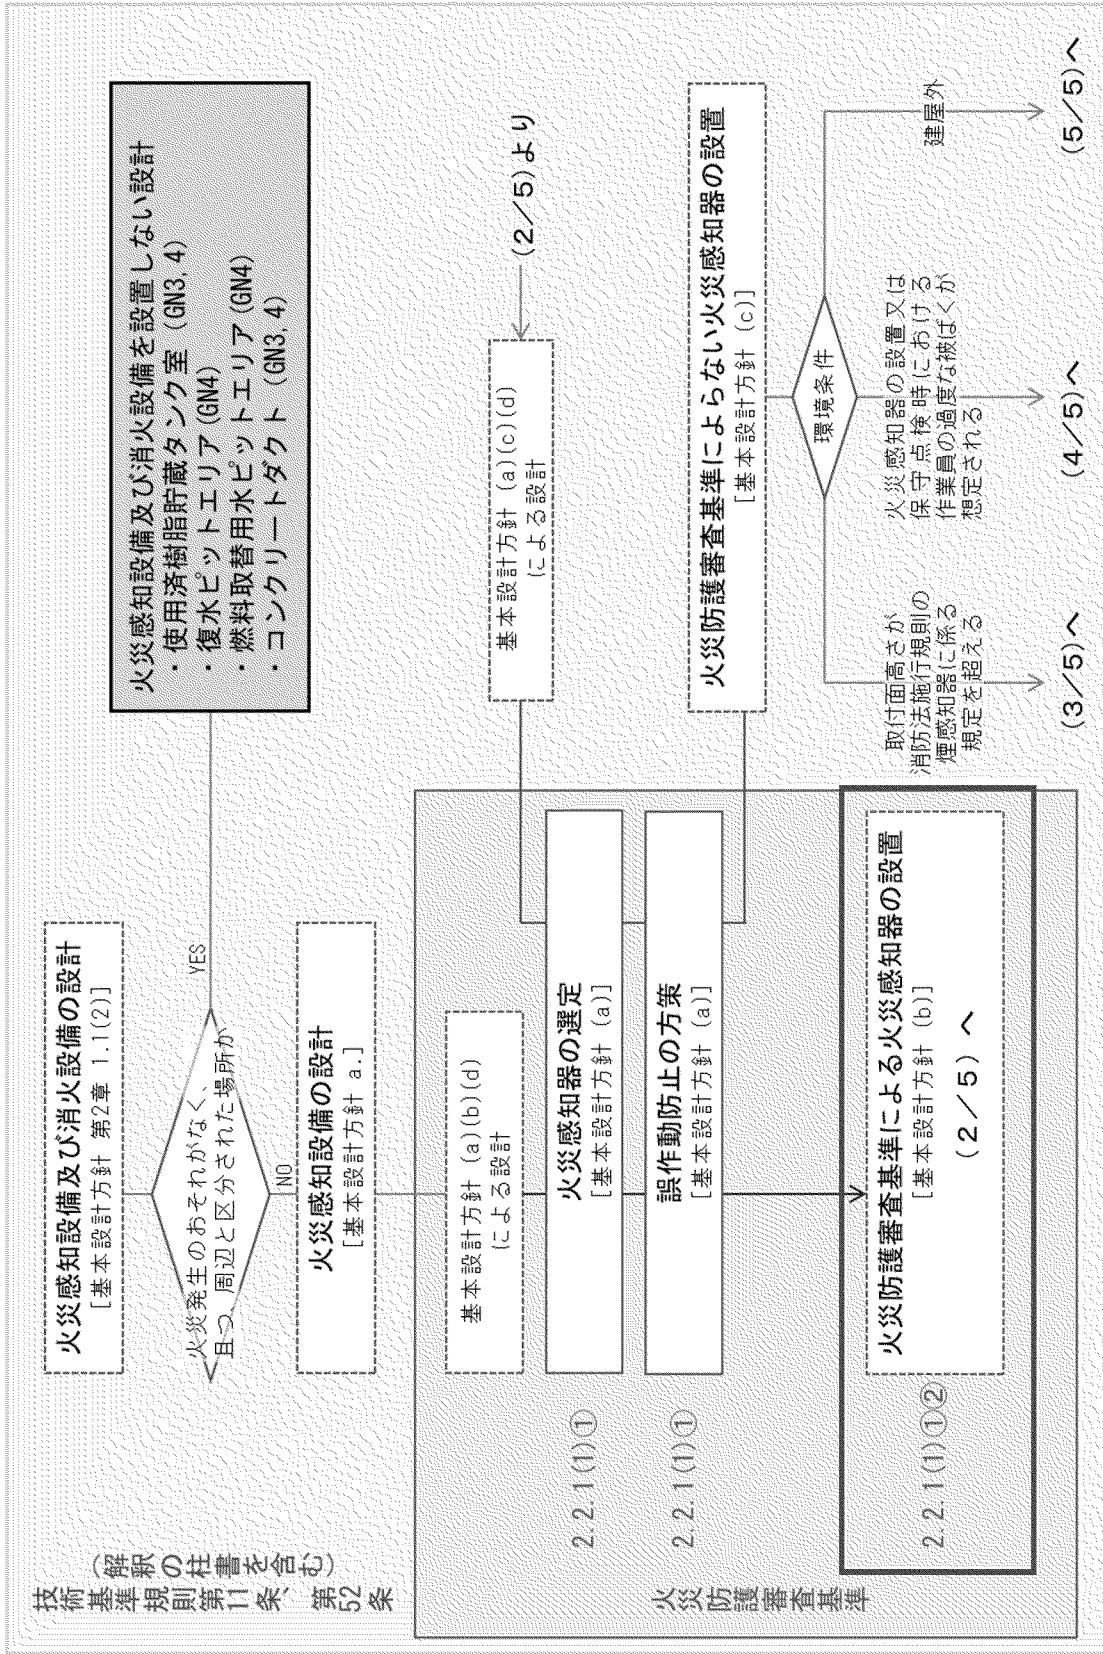 技術基準規則第11条、第52条
(解釈の柱書を含む)
火災感知設備及び消火設備の設計
[基本設計方針 第2章 1.1(2)]
火災発生のおそれがなく、
且つ、周辺と区分された場所か
YES
NO
火災感知設備及び消火設備を設置しない設計
・使用済樹脂貯蔵タンク室 (GN3,4)
・復水ピットエリア(GN4)
・燃料取替用水ピットエリア(GN4)
・コンクリートダクト (GN3,4)
火災感知設備の設計
[基本設計方針 a.]
火災防護審査基準
基本設計方針 (a)(b)(d)
による設計
基本設計方針 (a)(c)(d)
による設計
(2/5)より
2.2.1(1)①
火災感知器の選定
[基本設計方針 (a)]
2.2.1(1)①
誤作動防止の方策
[基本設計方針 (a)]
火災防護審査基準によらない火災感知器の設置
[基本設計方針 (c)]
環境条件
2.2.1(1)①②
火災防護審査基準による火災感知器の設置
[基本設計方針 (b)]
(2/5) へ
取付面高さが
消防法施行規則の
煙感知器に係る
規定を超える
火災感知器の設置又は
保守点検時における
作業員の過度な被ばくが
想定される
建屋外
(3/5)へ
(4/5)へ
(5/5)へ